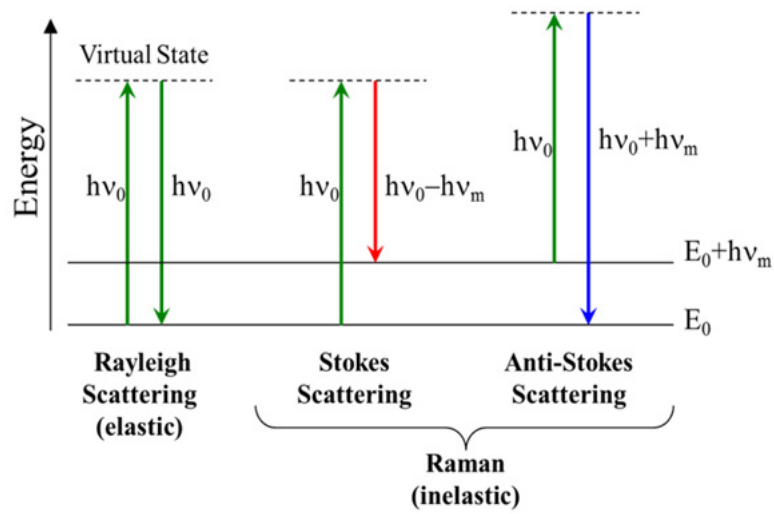 Energy
Virtual State
hν₀
hν₀
hν₀
hν₀−hνₘ
hν₀
hν₀+hνₘ
E₀+hνₘ
E₀
Rayleigh
Scattering
(elastic)
Stokes
Scattering
Anti-Stokes
Scattering
Raman
(inelastic)